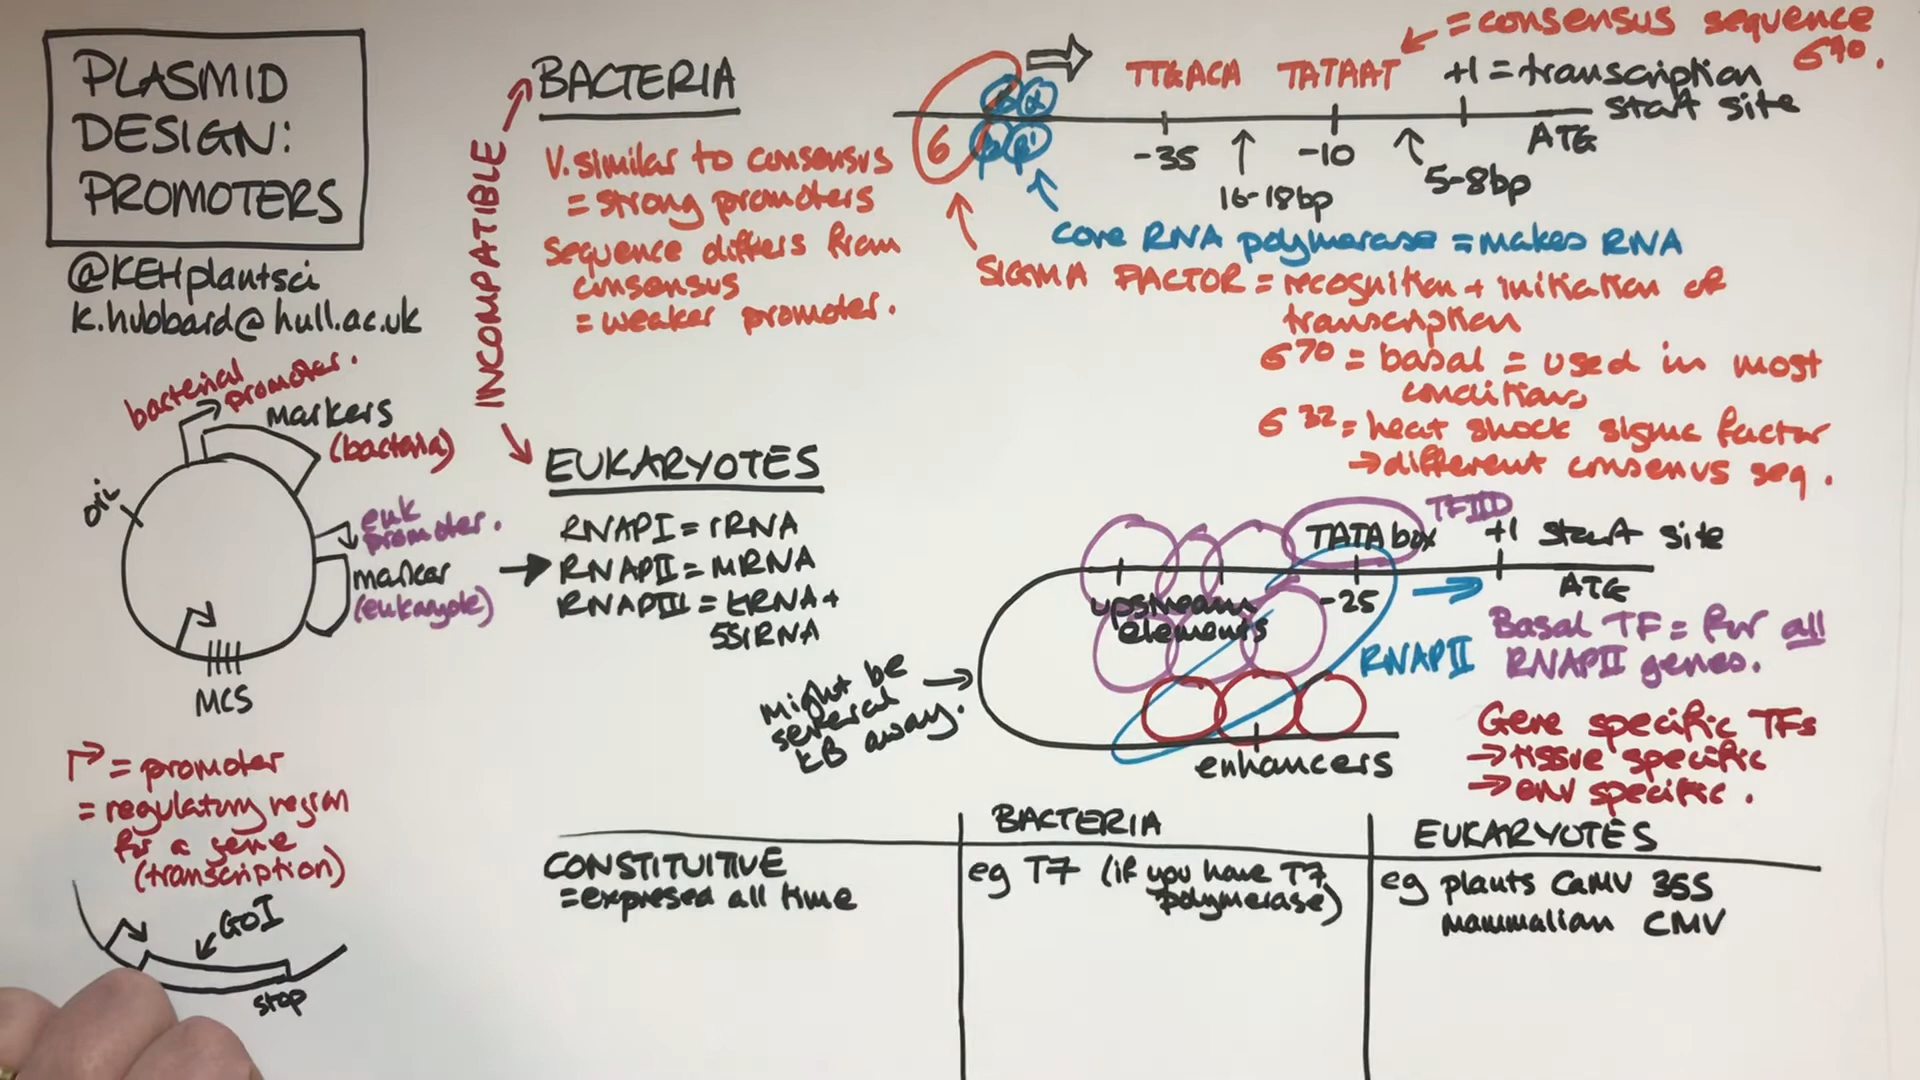 PLASMID
DESIGN:
PROMOTERS
@KEHplantsci
k.hubbard@hull.ac.uk
bacterial
promoter.
markers
(bacteria)
ori
euk
promoter.
marker
(eukaryote)
MCS
= promoter
= regulatory region
for a gene
(transcription)
GOI
stop
INCOMPATIBLE
BACTERIA
V. similar to consensus
= strong promoters
sequence differs from
consensus
= weaker promoter.
= consensus sequence
σ70.
TTGACA TATAAT +1 = transcription
start site
σ α β β'
-35 -10 ATG
16-18bp 5-8bp
core RNA polymerase = makes RNA
SIGMA FACTOR = recognition + initiation of
transcription
σ70 = basal = used in most
conditions
σ32 = heat shock sigma factor
→ different consensus seq.
EUKARYOTES
RNAPI = rRNA
RNAPII = MRNA
RNAPIII = tRNA +
5SrRNA
TFIID
TATA box +1 start site
upstream
elements
-25 ATG
RNAPII
Basal TF = for all
RNAPII genes.
Might be
several
kB away.
enhancers
Gene specific TFs
→ tissue specific
→ env specific.
BACTERIA EUKARYOTES
CONSTITUITIVE
= expressed all time
eg T7 (if you have T7
polymerase)
eg plants CaMV 35S
mammalian CMV